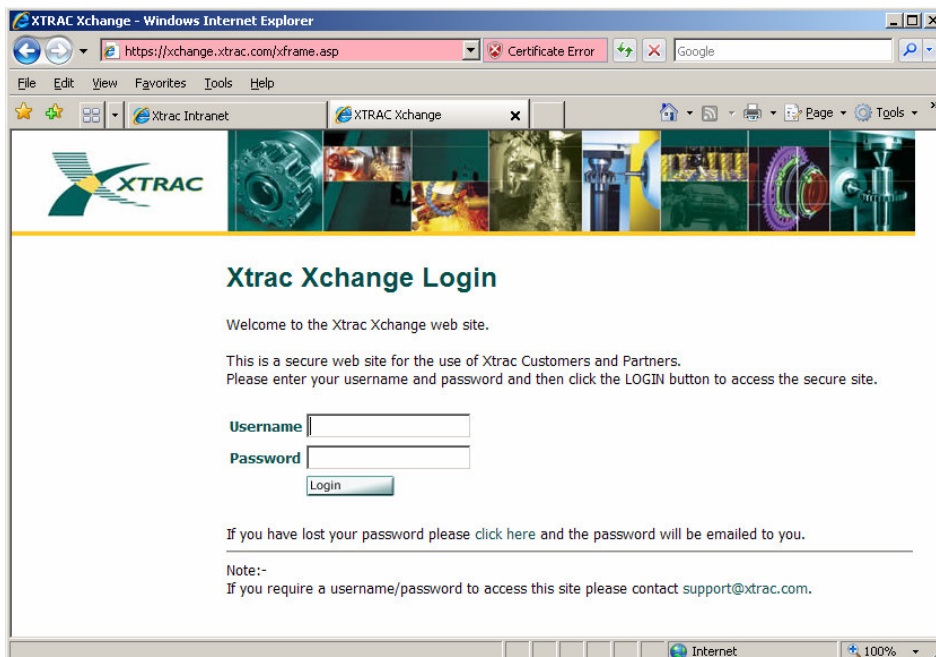 XTRAC Xchange - Windows Internet Explorer
https://xchange.xtrac.com/xframe.asp
Certificate Error
Google
File Edit View Favorites Tools Help
Xtrac Intranet
XTRAC Xchange
Page
Tools
XTRAC
Xtrac Xchange Login
Welcome to the Xtrac Xchange web site.
This is a secure web site for the use of Xtrac Customers and Partners.
Please enter your username and password and then click the LOGIN button to access the secure site.
Username
Password
Login
If you have lost your password please click here and the password will be emailed to you.
Note:-
If you require a username/password to access this site please contact support@xtrac.com.
Internet
100%